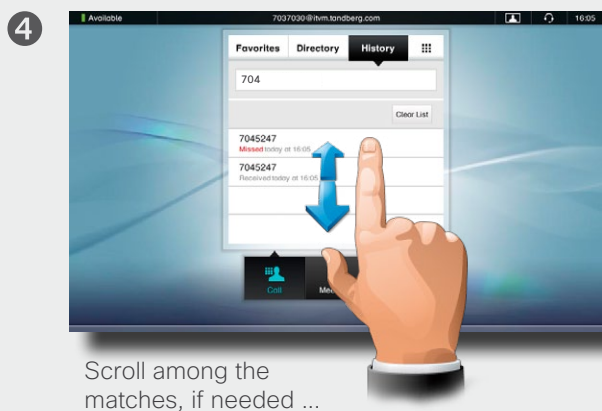 4
Available 7037030@itvm.tandberg.com 16:05
Favorites Directory History
704
Clear List
7045247
Missed today at 16:05
7045247
Received today at 16:05
Call
Scroll among the
matches, if needed ...